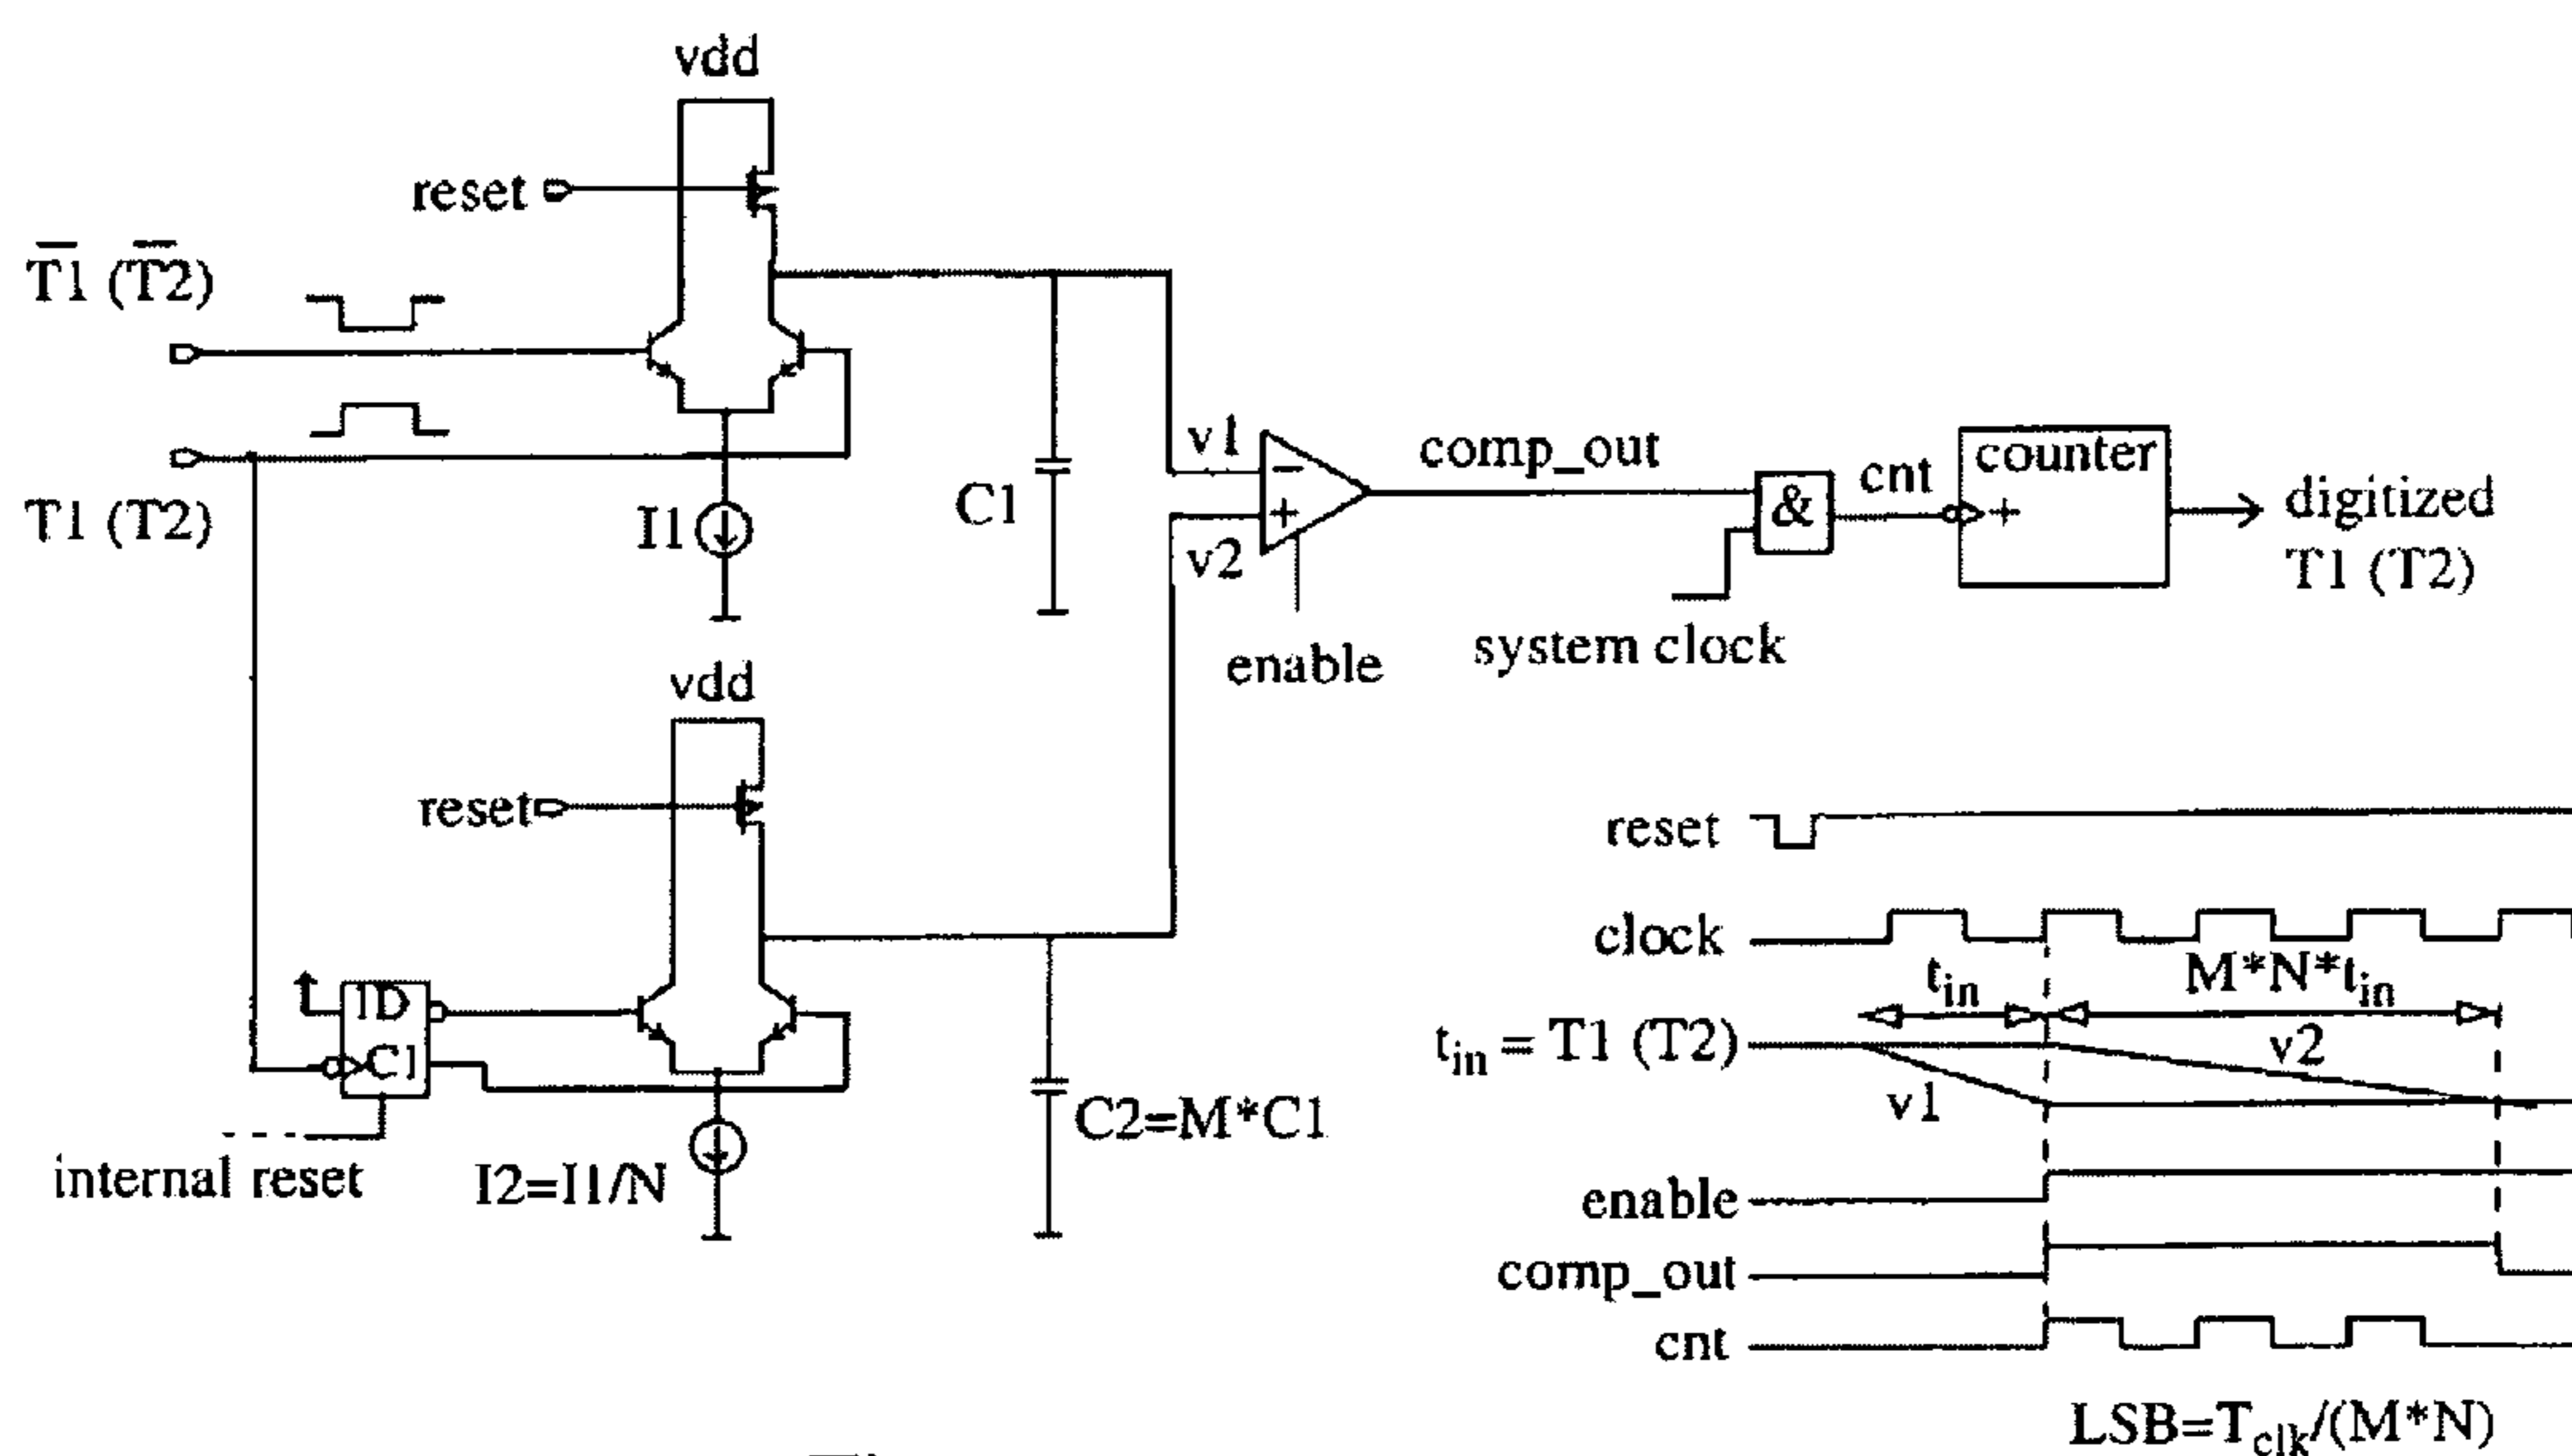 vdd
reset
T1 (T2)
T1 (T2)
I1
C1
v1
−
+
v2
enable
comp_out
&
system clock
cnt
counter
+
digitized
T1 (T2)
vdd
reset
1D
C1
internal reset
I2=I1/N
C2=M*C1
reset
clock
t_in
M*N*t_in
t_in = T1 (T2)
v2
v1
enable
comp_out
cnt
LSB=T_clk/(M*N)